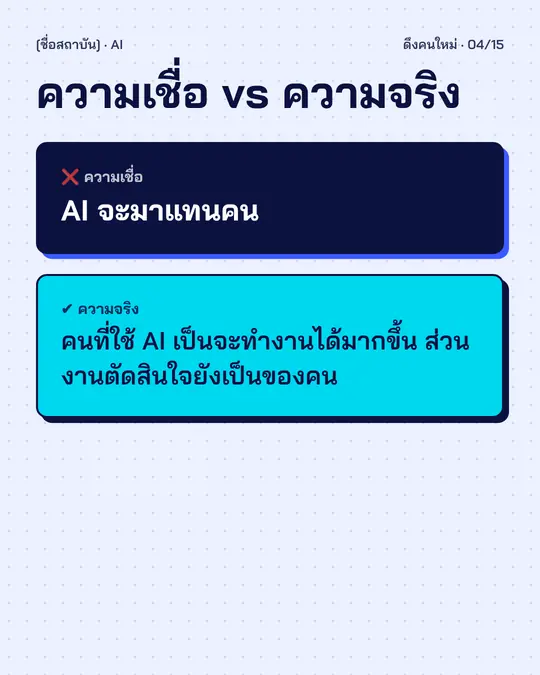 [ชื่อสถาบัน] · AI
ดึงคนใหม่ · 04/15
ความเชื่อ vs ความจริง
❌ ความเชื่อ
AI จะมาแทนคน
✔ ความจริง
คนที่ใช้ AI เป็นจะทำงานได้มากขึ้น ส่วน
งานตัดสินใจยังเป็นของคน